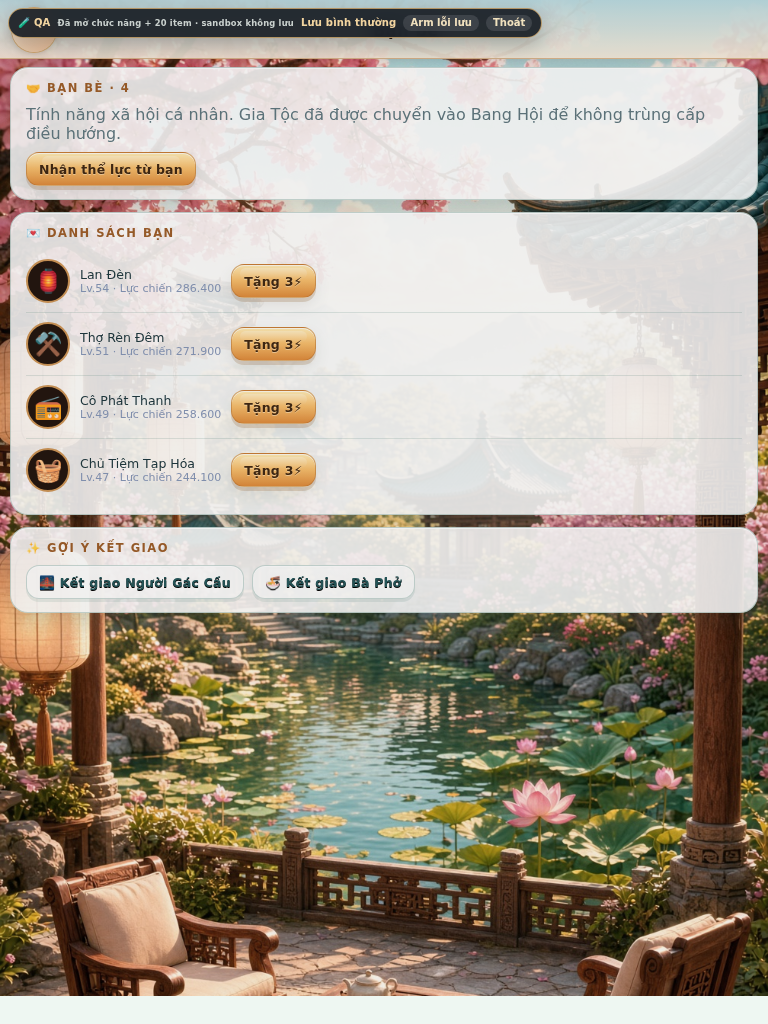 QA Đã mở chức năng + 20 item · sandbox không lưu Lưu bình thường Arm lỗi lưu Thoát
BẠN BÈ · 4
Tính năng xã hội cá nhân. Gia Tộc đã được chuyển vào Bang Hội để không trùng cấp
điều hướng.
Nhận thể lực từ bạn
DANH SÁCH BẠN
Lan Đèn
Lv.54 · Lực chiến 286.400
Tặng 3⚡
Thợ Rèn Đêm
Lv.51 · Lực chiến 271.900
Tặng 3⚡
Cô Phát Thanh
Lv.49 · Lực chiến 258.600
Tặng 3⚡
Chủ Tiệm Tạp Hóa
Lv.47 · Lực chiến 244.100
Tặng 3⚡
GỢI Ý KẾT GIAO
Kết giao Người Gác Cầu
Kết giao Bà Phở